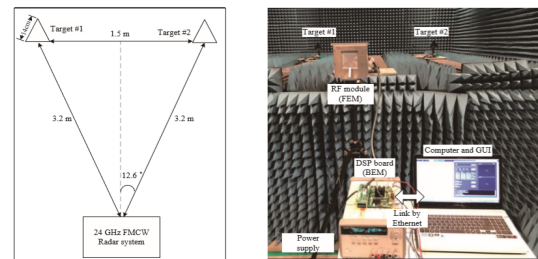 14cm
Target #1
1.5 m
Target #2
3.2 m
3.2 m
12.6 °
24 GHz FMCW
Radar system
Target #1
Target #2
RF module
(FEM)
Computer and GUI
DSP board
(BEM)
Link by
Ethernet
Power
supply